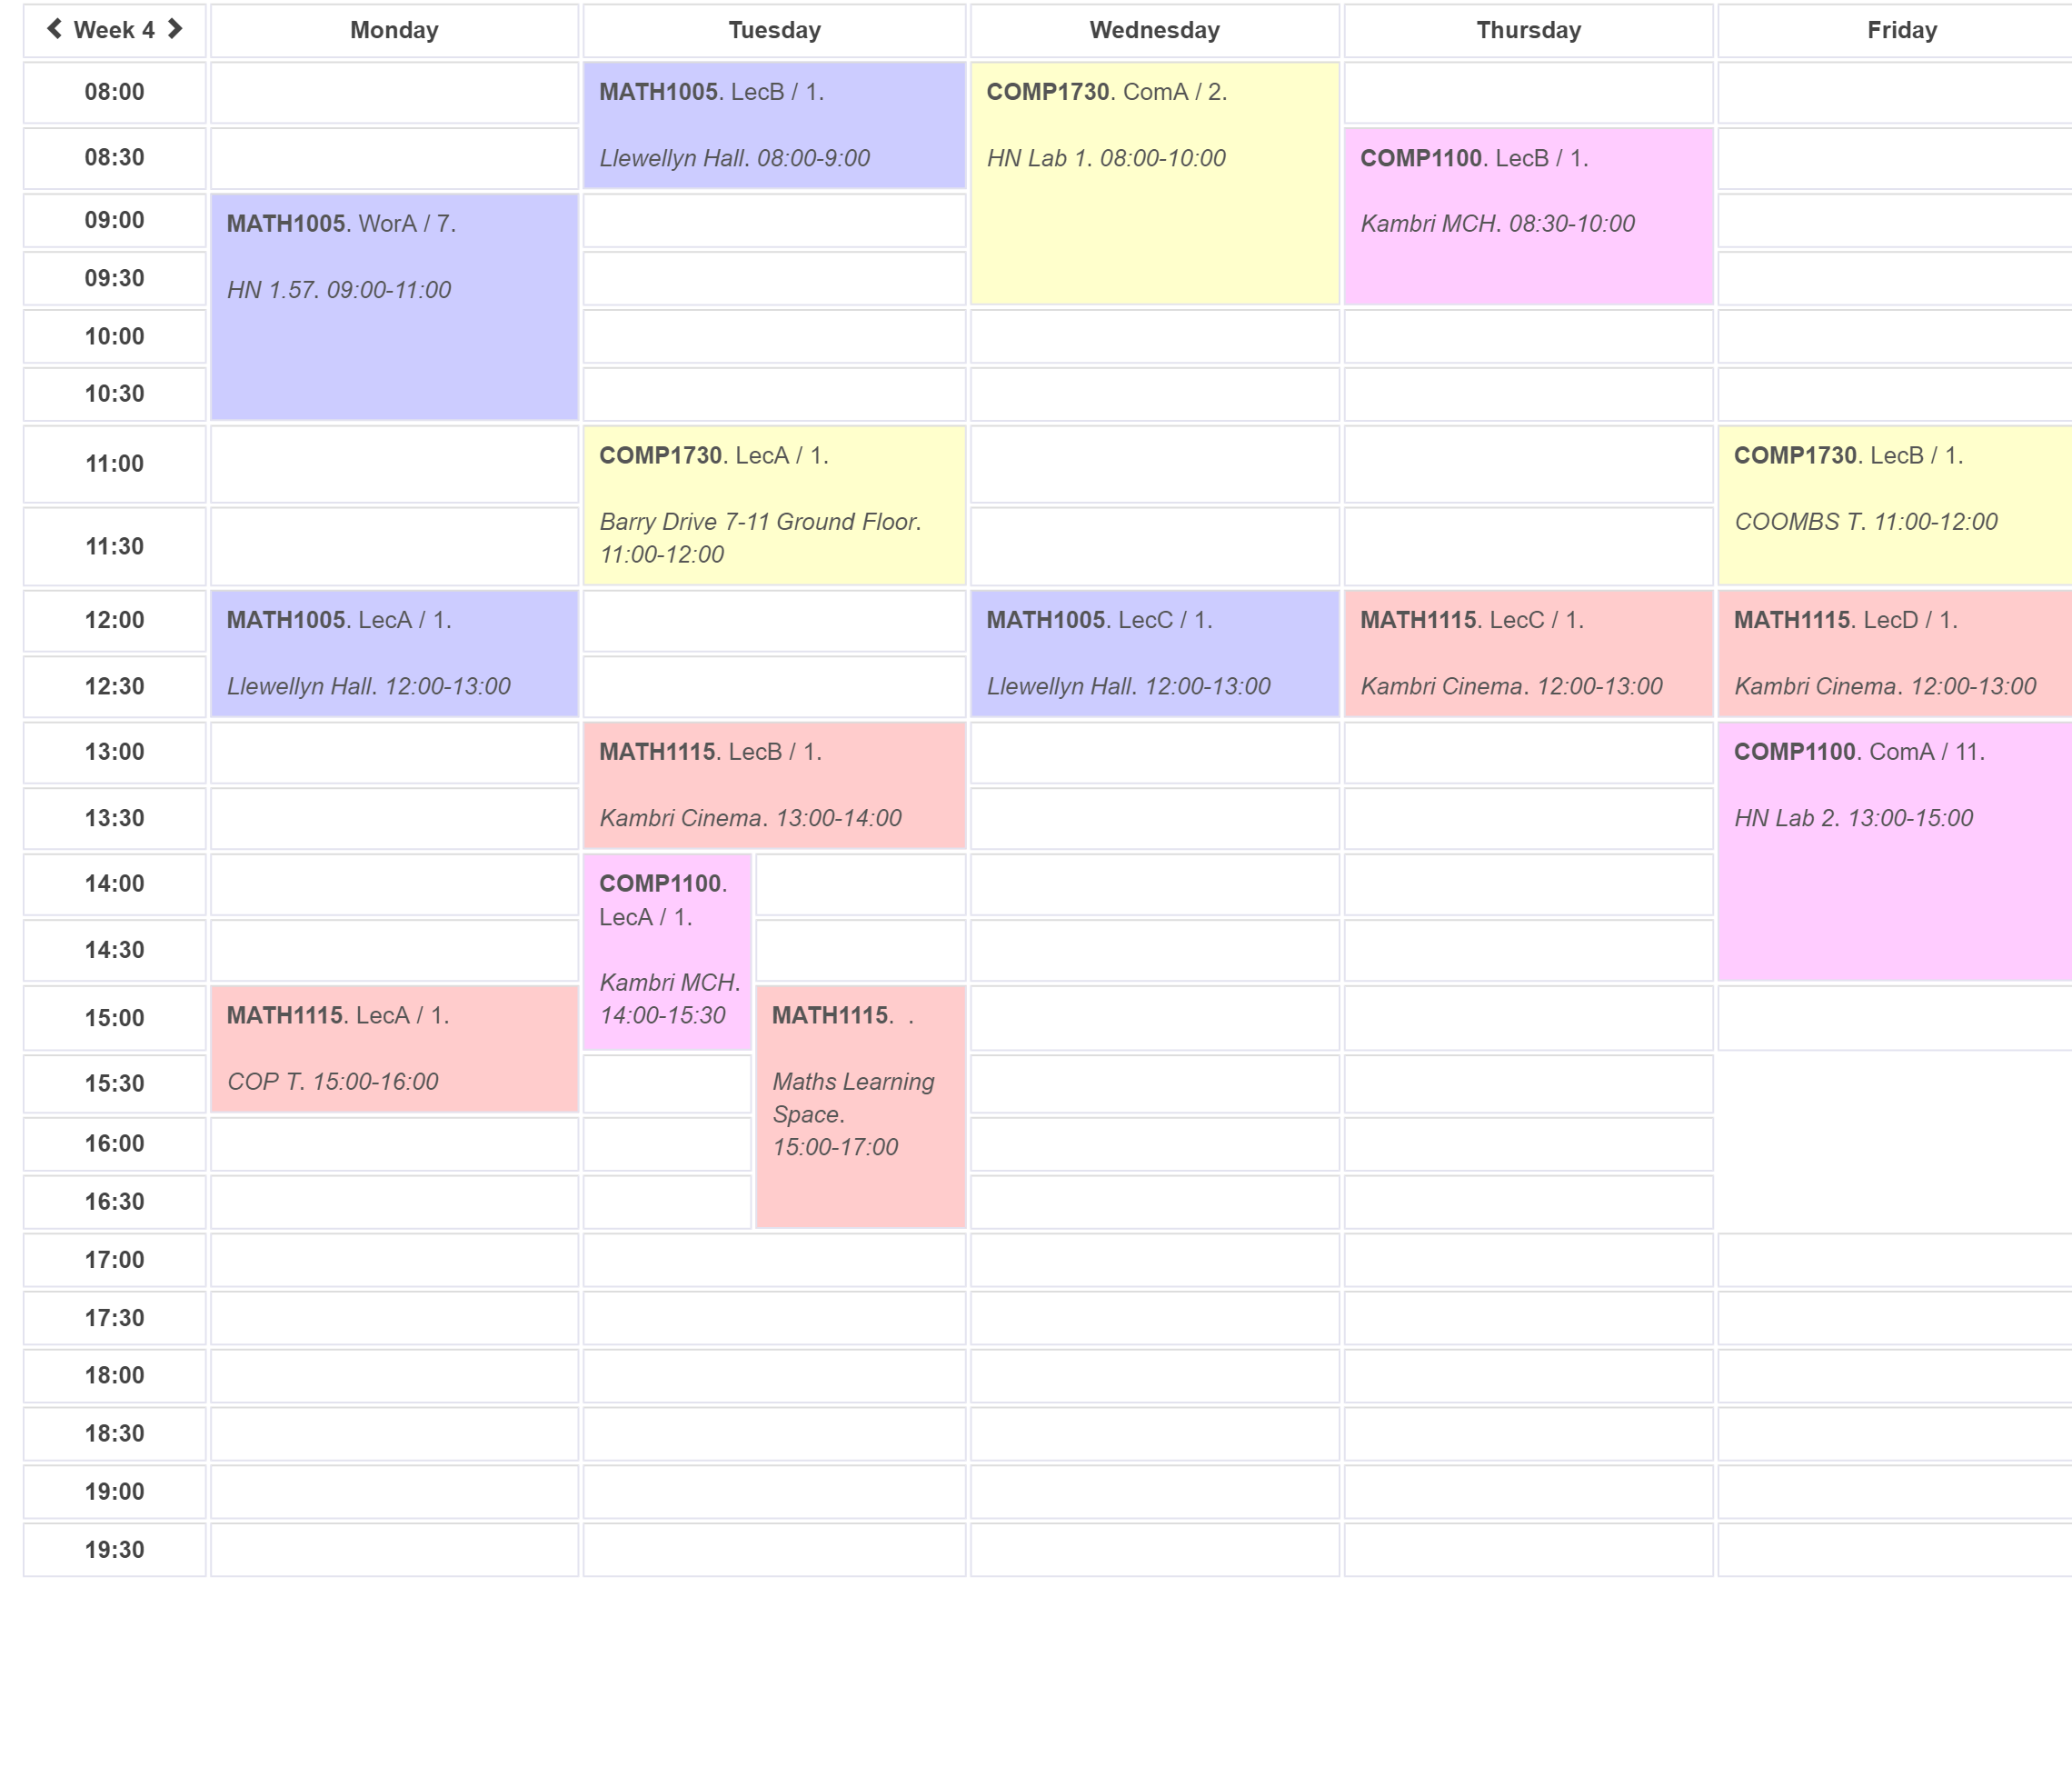 Week 4
Monday
Tuesday
Wednesday
Thursday
Friday
08:00
MATH1005. LecB / 1.
Llewellyn Hall. 08:00-9:00
COMP1730. ComA / 2.
HN Lab 1. 08:00-10:00
08:30
COMP1100. LecB / 1.
Kambri MCH. 08:30-10:00
09:00
MATH1005. WorA / 7.
HN 1.57. 09:00-11:00
09:30
10:00
10:30
11:00
COMP1730. LecA / 1.
Barry Drive 7-11 Ground Floor.
11:00-12:00
COMP1730. LecB / 1.
COOMBS T. 11:00-12:00
11:30
12:00
MATH1005. LecA / 1.
Llewellyn Hall. 12:00-13:00
MATH1005. LecC / 1.
Llewellyn Hall. 12:00-13:00
MATH1115. LecC / 1.
Kambri Cinema. 12:00-13:00
MATH1115. LecD / 1.
Kambri Cinema. 12:00-13:00
12:30
13:00
MATH1115. LecB / 1.
Kambri Cinema. 13:00-14:00
COMP1100. ComA / 11.
HN Lab 2. 13:00-15:00
13:30
14:00
COMP1100.
LecA / 1.
Kambri MCH.
14:00-15:30
14:30
15:00
MATH1115. LecA / 1.
COP T. 15:00-16:00
MATH1115. .
Maths Learning
Space.
15:00-17:00
15:30
16:00
16:30
17:00
17:30
18:00
18:30
19:00
19:30